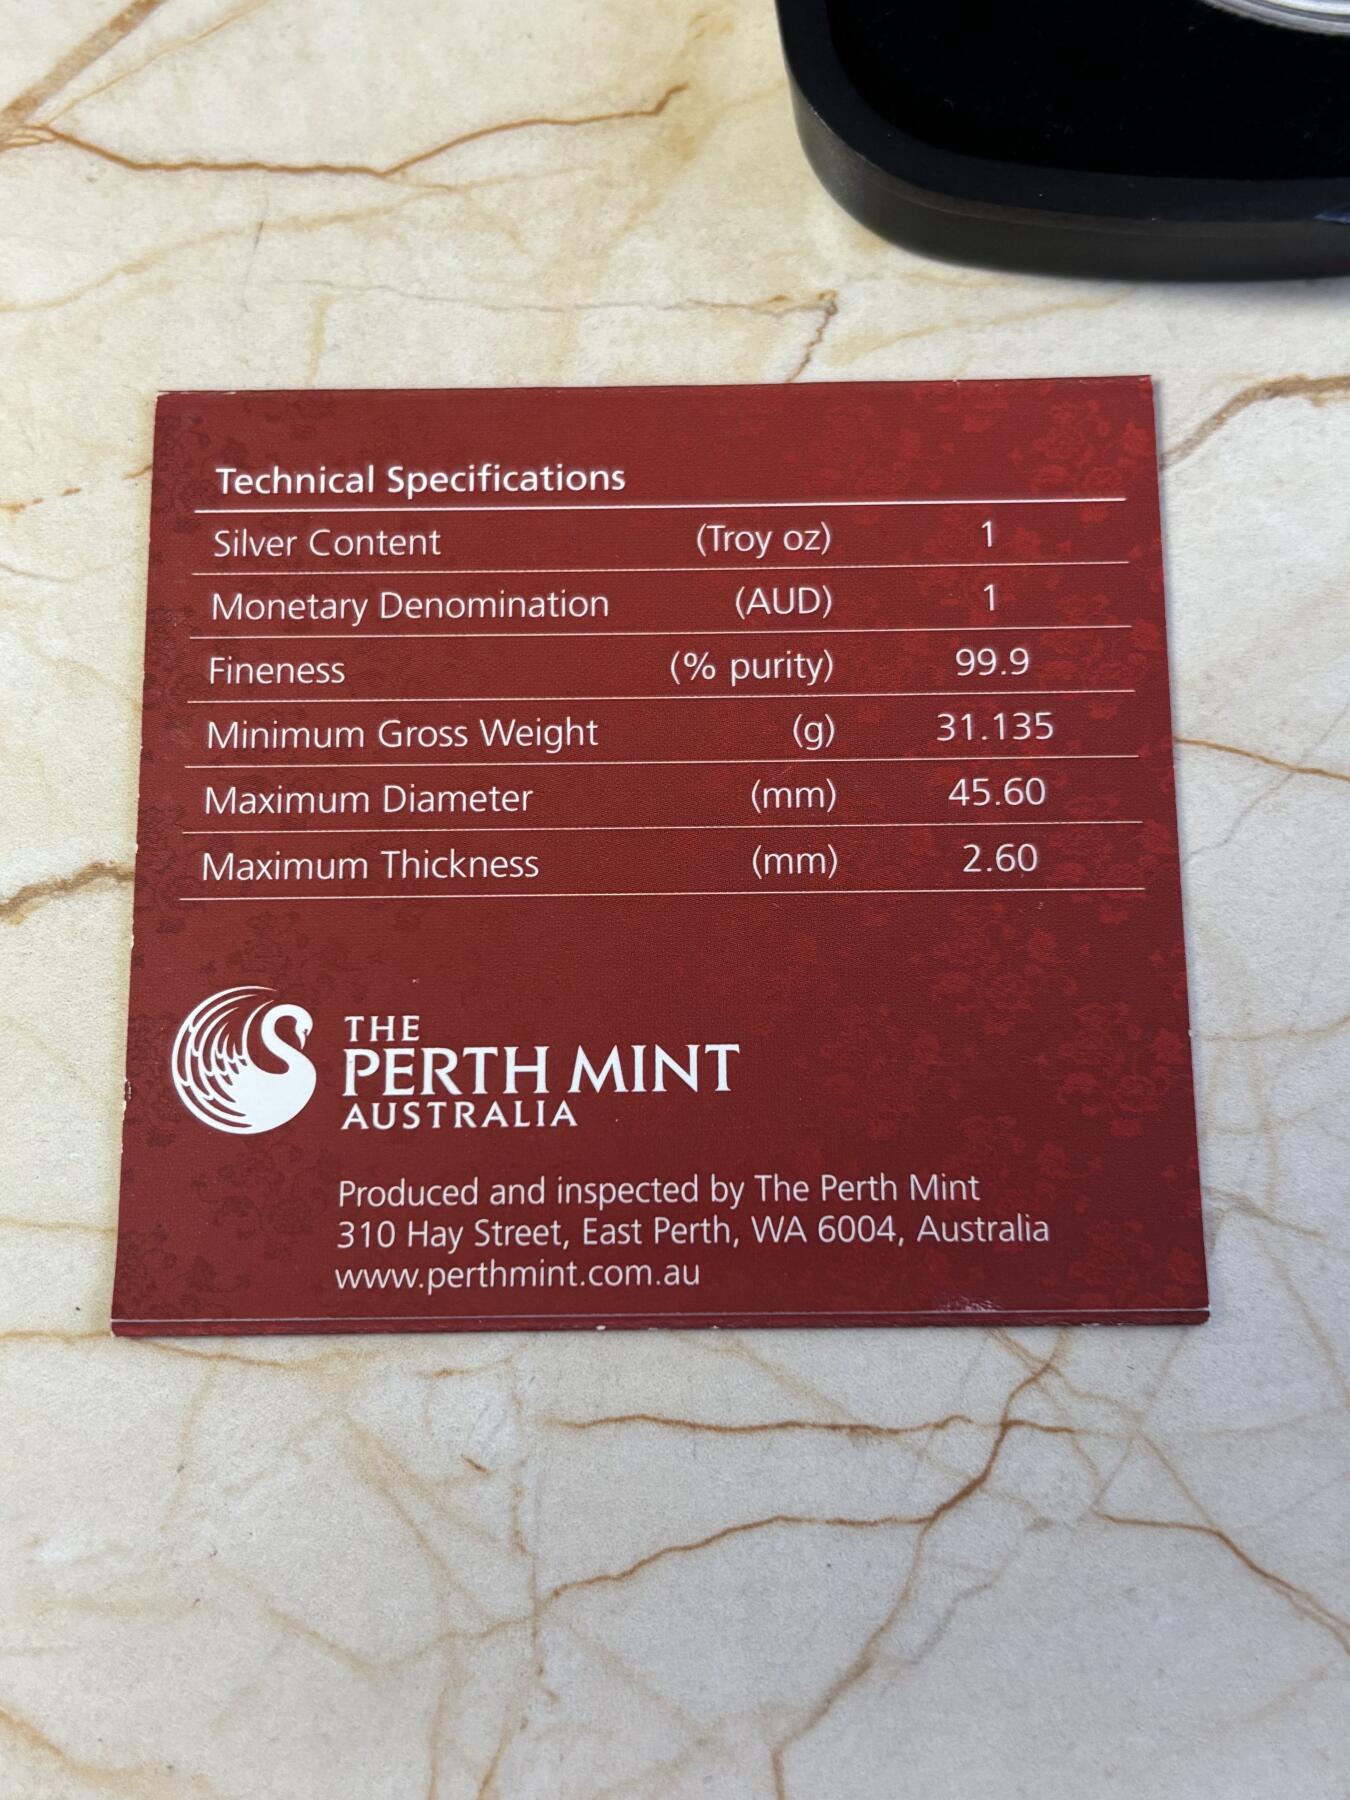 Technical Specifications
Silver Content (Troy oz) 1
Monetary Denomination (AUD) 1
Fineness (% purity) 99.9
Minimum Gross Weight (g) 31.135
Maximum Diameter (mm) 45.60
Maximum Thickness (mm) 2.60
THE
PERTH MINT
AUSTRALIA
Produced and inspected by The Perth Mint
310 Hay Street, East Perth, WA 6004, Australia
www.perthmint.com.au